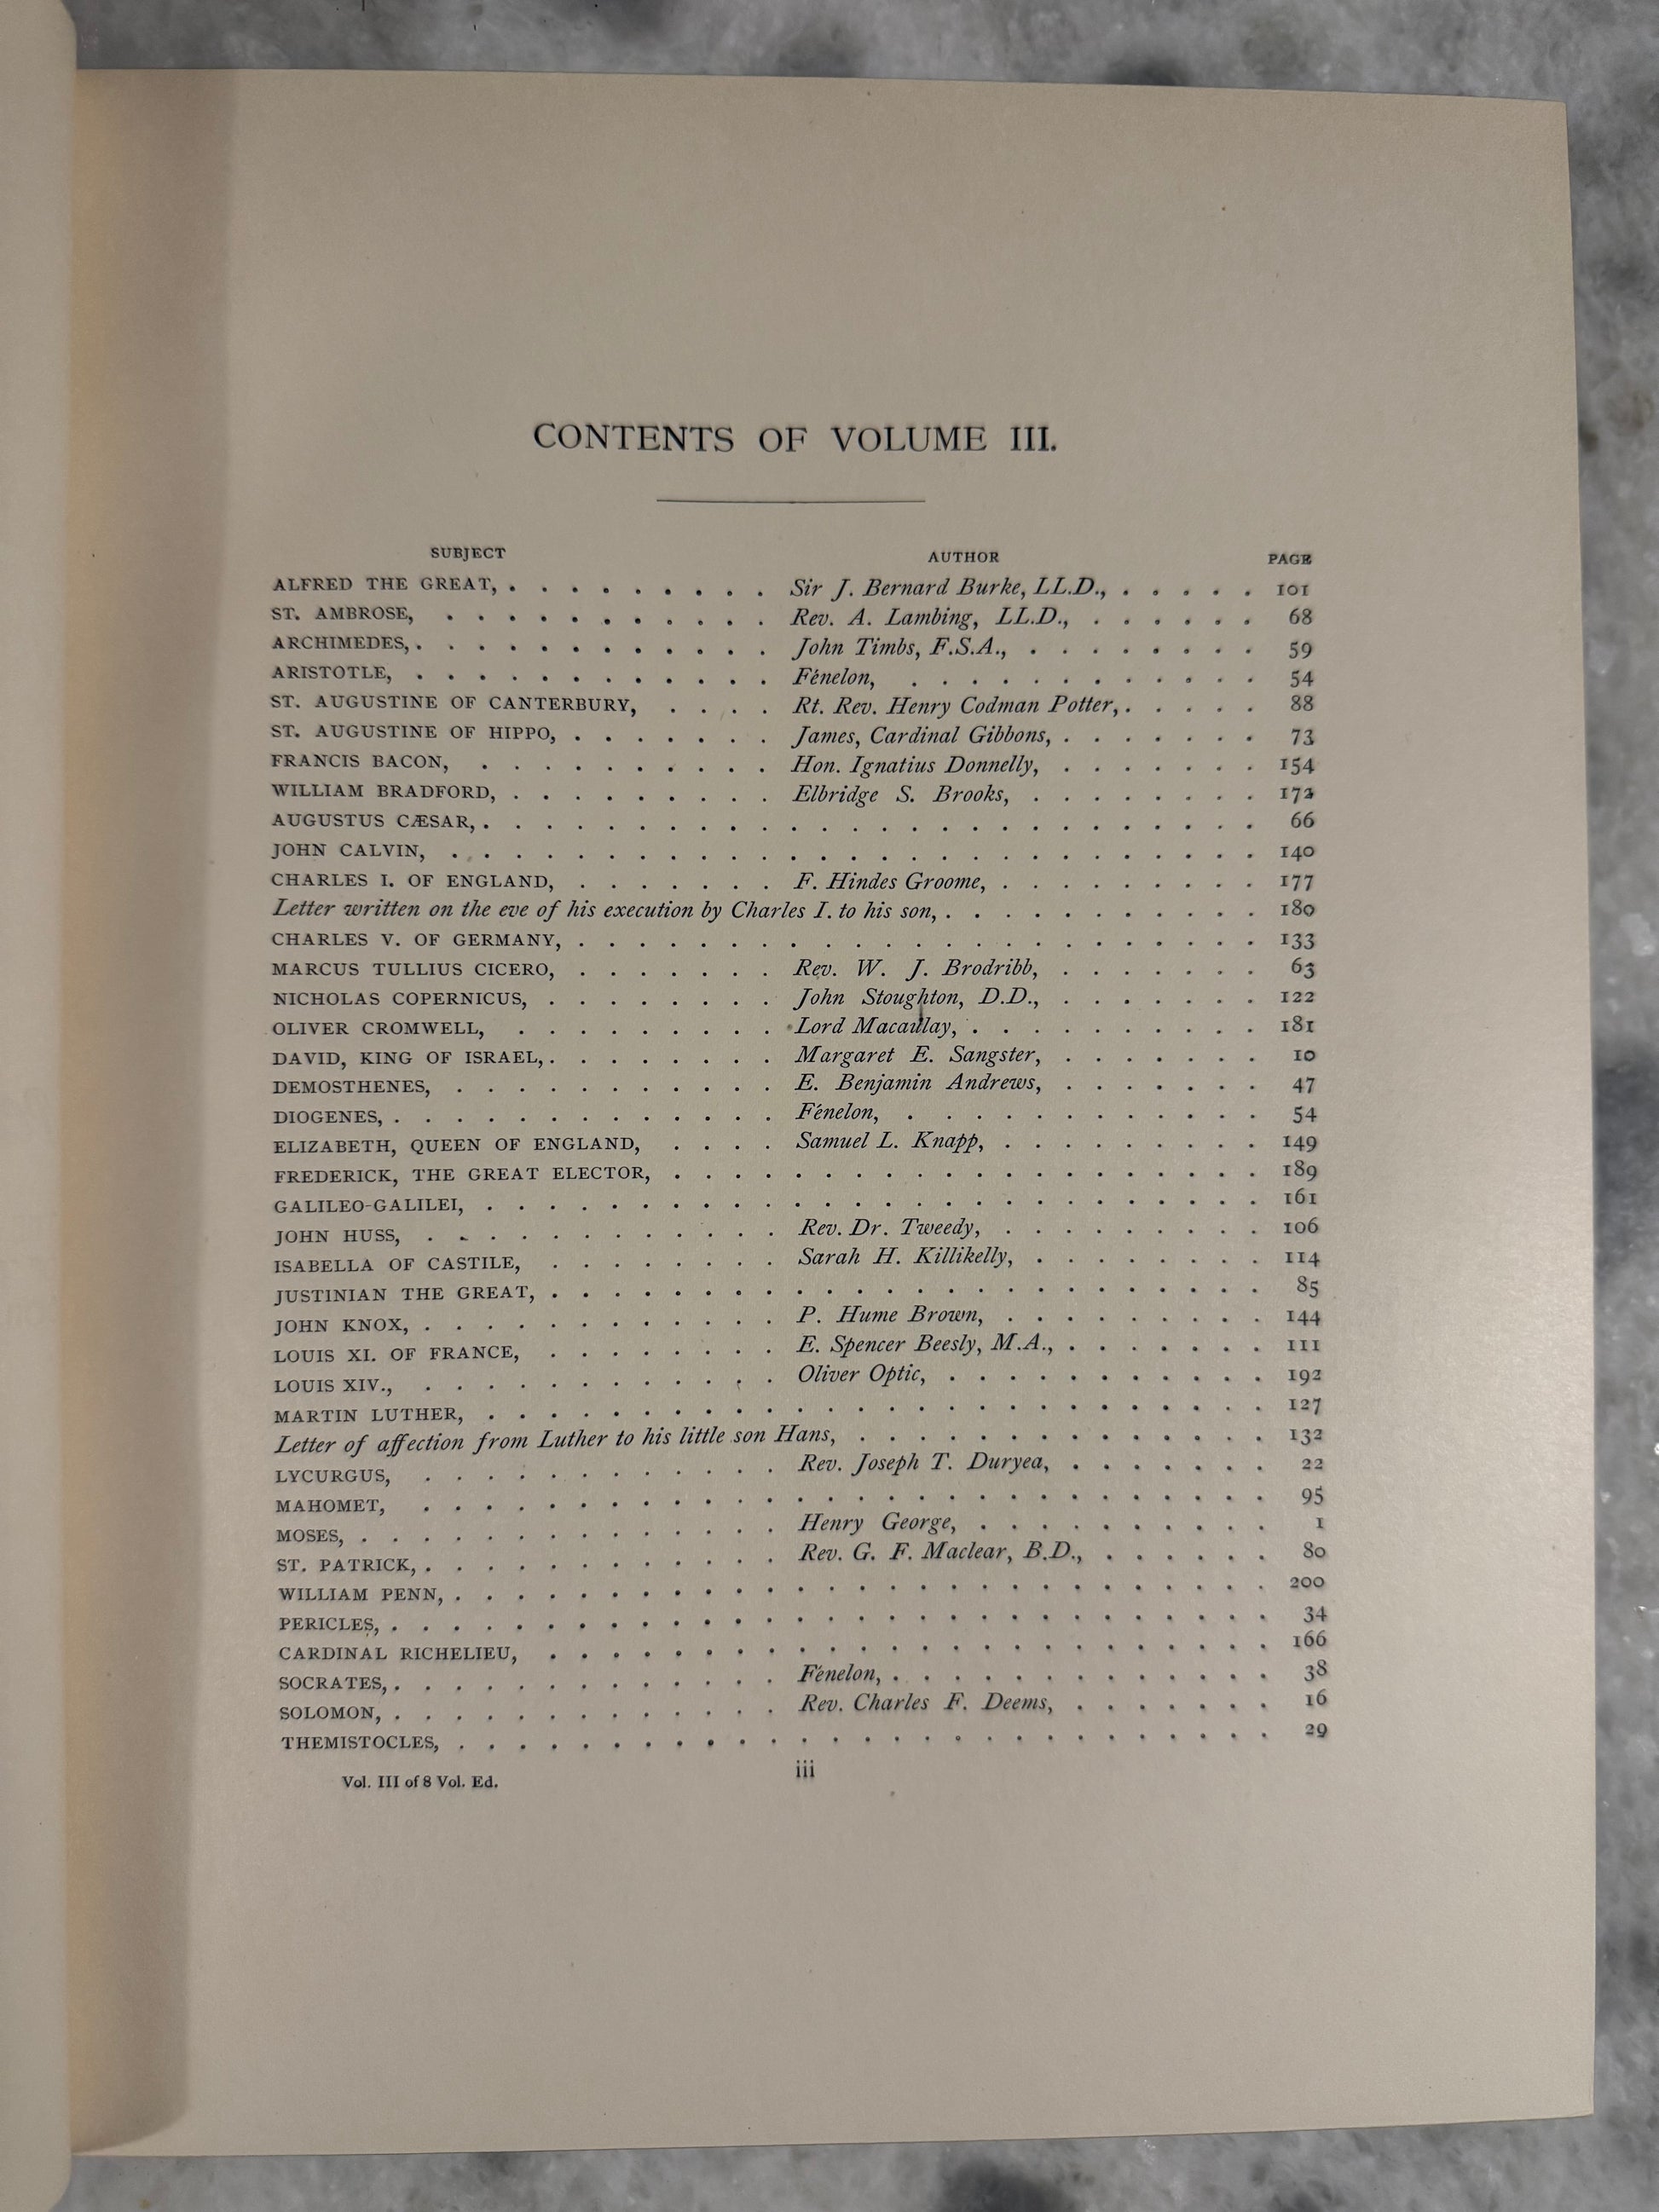 CONTENTS OF VOLUME III.
SUBJECT AUTHOR PAGE
ALFRED THE GREAT, . . . . . . . . . Sir J. Bernard Burke, LL.D., . . . . . 101
ST. AMBROSE, . . . . . . . . . . . Rev. A. Lambing, LL.D., . . . . . . 68
ARCHIMEDES, . . . . . . . . . . . . John Timbs, F.S.A., . . . . . . . . 59
ARISTOTLE, . . . . . . . . . . . . Fénelon, . . . . . . . . . . . . 54
ST. AUGUSTINE OF CANTERBURY, . . . . Rt. Rev. Henry Codman Potter, . . . . . 88
ST. AUGUSTINE OF HIPPO, . . . . . . . James, Cardinal Gibbons, . . . . . . . 73
FRANCIS BACON, . . . . . . . . . . Hon. Ignatius Donnelly, . . . . . . . 154
WILLIAM BRADFORD, . . . . . . . . . Elbridge S. Brooks, . . . . . . . . 172
AUGUSTUS CÆSAR, . . . . . . . . . . . . . . . . . . . . . . . . . 66
JOHN CALVIN, . . . . . . . . . . . . . . . . . . . . . . . . . . 140
CHARLES I. OF ENGLAND, . . . . . . . F. Hindes Groome, . . . . . . . . . 177
Letter written on the eve of his execution by Charles I. to his son, . . . . . . . . . . . 180
CHARLES V. OF GERMANY, . . . . . . . . . . . . . . . . . . . . . . 133
MARCUS TULLIUS CICERO, . . . . . . . Rev. W. J. Brodribb, . . . . . . . 63
NICHOLAS COPERNICUS, . . . . . . . . John Stoughton, D.D., . . . . . . . 122
OLIVER CROMWELL, . . . . . . . . . Lord Macaulay, . . . . . . . . . . 181
DAVID, KING OF ISRAEL, . . . . . . . . Margaret E. Sangster, . . . . . . . 10
DEMOSTHENES, . . . . . . . . . . . E. Benjamin Andrews, . . . . . . . 47
DIOGENES, . . . . . . . . . . . . . Fénelon, . . . . . . . . . . . . 54
ELIZABETH, QUEEN OF ENGLAND, . . . . Samuel L. Knapp, . . . . . . . . . 149
FREDERICK, THE GREAT ELECTOR, . . . . . . . . . . . . . . . . . . . . 189
GALILEO-GALILEI, . . . . . . . . . . . . . . . . . . . . . . . . . 161
JOHN HUSS, . . . . . . . . . . . . Rev. Dr. Tweedy, . . . . . . . . . 106
ISABELLA OF CASTILE, . . . . . . . . Sarah H. Killikelly, . . . . . . . . 114
JUSTINIAN THE GREAT, . . . . . . . . . . . . . . . . . . . . . . . 85
JOHN KNOX, . . . . . . . . . . . . P. Hume Brown, . . . . . . . . . 144
LOUIS XI. OF FRANCE, . . . . . . . . E. Spencer Beesly, M.A., . . . . . . . 111
LOUIS XIV., . . . . . . . . . . . . Oliver Optic, . . . . . . . . . . . 192
MARTIN LUTHER, . . . . . . . . . . . . . . . . . . . . . . . . . 127
Letter of affection from Luther to his little son Hans, . . . . . . . . . . . . . . 132
LYCURGUS, . . . . . . . . . . . . Rev. Joseph T. Duryea, . . . . . . . 22
MAHOMET, . . . . . . . . . . . . . . . . . . . . . . . . . . . 95
MOSES, . . . . . . . . . . . . . . Henry George, . . . . . . . . . . 1
ST. PATRICK, . . . . . . . . . . . . Rev. G. F. Maclear, B.D., . . . . . . 80
WILLIAM PENN, . . . . . . . . . . . . . . . . . . . . . . . . . . 200
PERICLES, . . . . . . . . . . . . . . . . . . . . . . . . . . . . 34
CARDINAL RICHELIEU, . . . . . . . . . . . . . . . . . . . . . . . 166
SOCRATES, . . . . . . . . . . . . . Fénelon, . . . . . . . . . . . . . 38
SOLOMON, . . . . . . . . . . . . . Rev. Charles F. Deems, . . . . . . . 16
THEMISTOCLES, . . . . . . . . . . . . . . . . . . . . . . . . . . 29
Vol. III of 8 Vol. Ed. iii